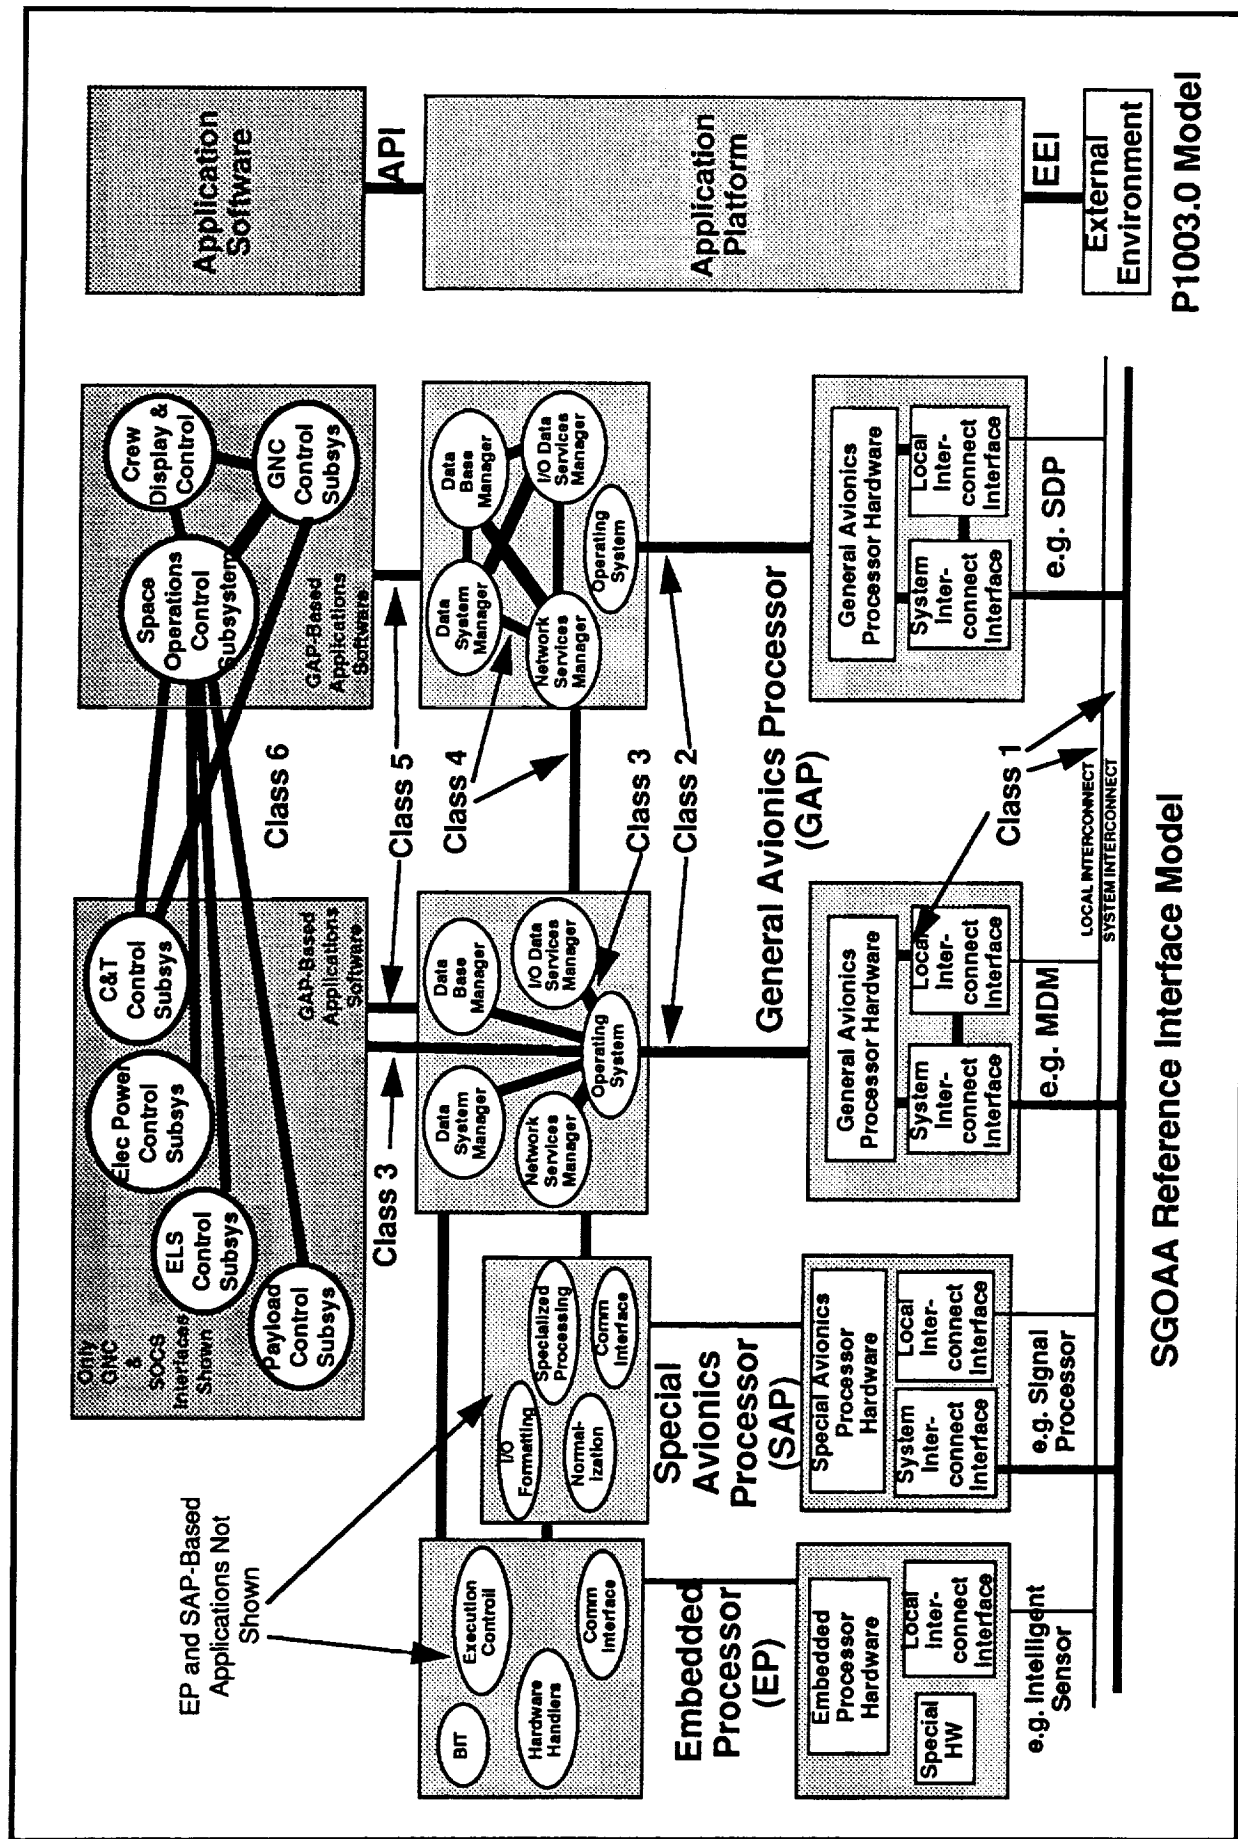 EP and SAP-Based
Applications Not
Shown
Only
GNC
&
SOCS
Interfaces
Shown
Payload
Control
Subsys
ELS
Control
Subsys
Elec Power
Control
Subsys
C&T
Control
Subsys
GAP-Based
Applications
Software
Class 6
Space
Operations
Control
Subsystem
Crew
Display &
Control
GNC
Control
Subsys
GAP-Based
Applications
Software
Application
Software
API
Class 3
Class 5
BIT
Execution
Controll
Hardware
Handlers
Comm
Interface
I/O
Formatting
Specialized
Processing
Normal-
ization
Comm
Interface
Data
System
Manager
Data
Base
Manager
Network
Services
Manager
I/O Data
Services
Manager
Operating
System
Class 4
Class 3
Class 2
Data
System
Manager
Data
Base
Manager
Network
Services
Manager
I/O Data
Services
Manager
Operating
System
Application
Platform
Embedded
Processor
(EP)
Special
Avionics
Processor
(SAP)
General Avionics Processor
(GAP)
Embedded
Processor
Hardware
Special
HW
Local
Inter-
connect
Interface
Special Avionics
Processor
Hardware
System
Inter-
connect
Interface
Local
Inter-
connect
Interface
General Avionics
Processor Hardware
System
Inter-
connect
Interface
Local
Inter-
connect
Interface
Class 1
General Avionics
Processor Hardware
System
Inter-
connect
Interface
Local
Inter-
connect
Interface
EEI
e.g. Intelligent
Sensor
e.g. Signal
Processor
e.g. MDM
e.g. SDP
LOCAL INTERCONNECT
SYSTEM INTERCONNECT
External
Environment
SGOAA Reference Interface Model
P1003.0 Model